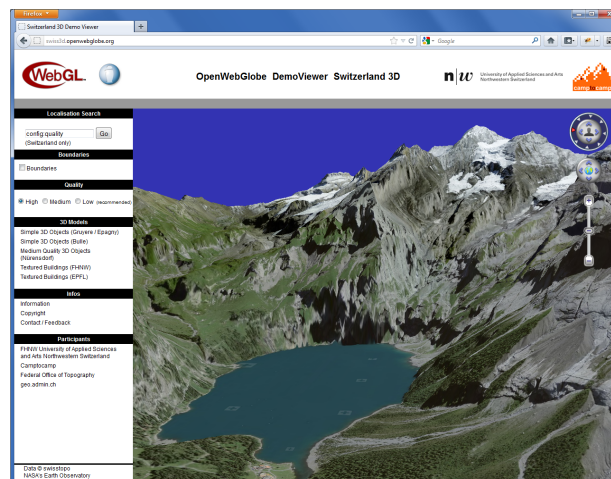 Firefox
Switzerland 3D Demo Viewer
swiss3d.openwebglobe.org
Google
WebGL
OpenWebGlobe DemoViewer Switzerland 3D
n|w
University of Applied Sciences and Arts
Northwestern Switzerland
camptocamp
Localisation Search
config quality
Go
(Switzerland only)
Boundaries
Boundaries
Quality
High
Medium
Low (recommended)
3D Models
Simple 3D Objects (Gruyere / Epagny)
Simple 3D Objects (Bulle)
Medium Quality 3D Objects
(Nürensdorf)
Textured Buildings (FHNW)
Textured Buildings (EPFL)
Infos
Information
Copyright
Contact / Feedback
Participants
FHNW University of Applied Sciences
and Arts Northwestern Switzerland
Camptocamp
Federal Office of Topography
geo.admin.ch
Data © swisstopo
NASA's Earth Observatory